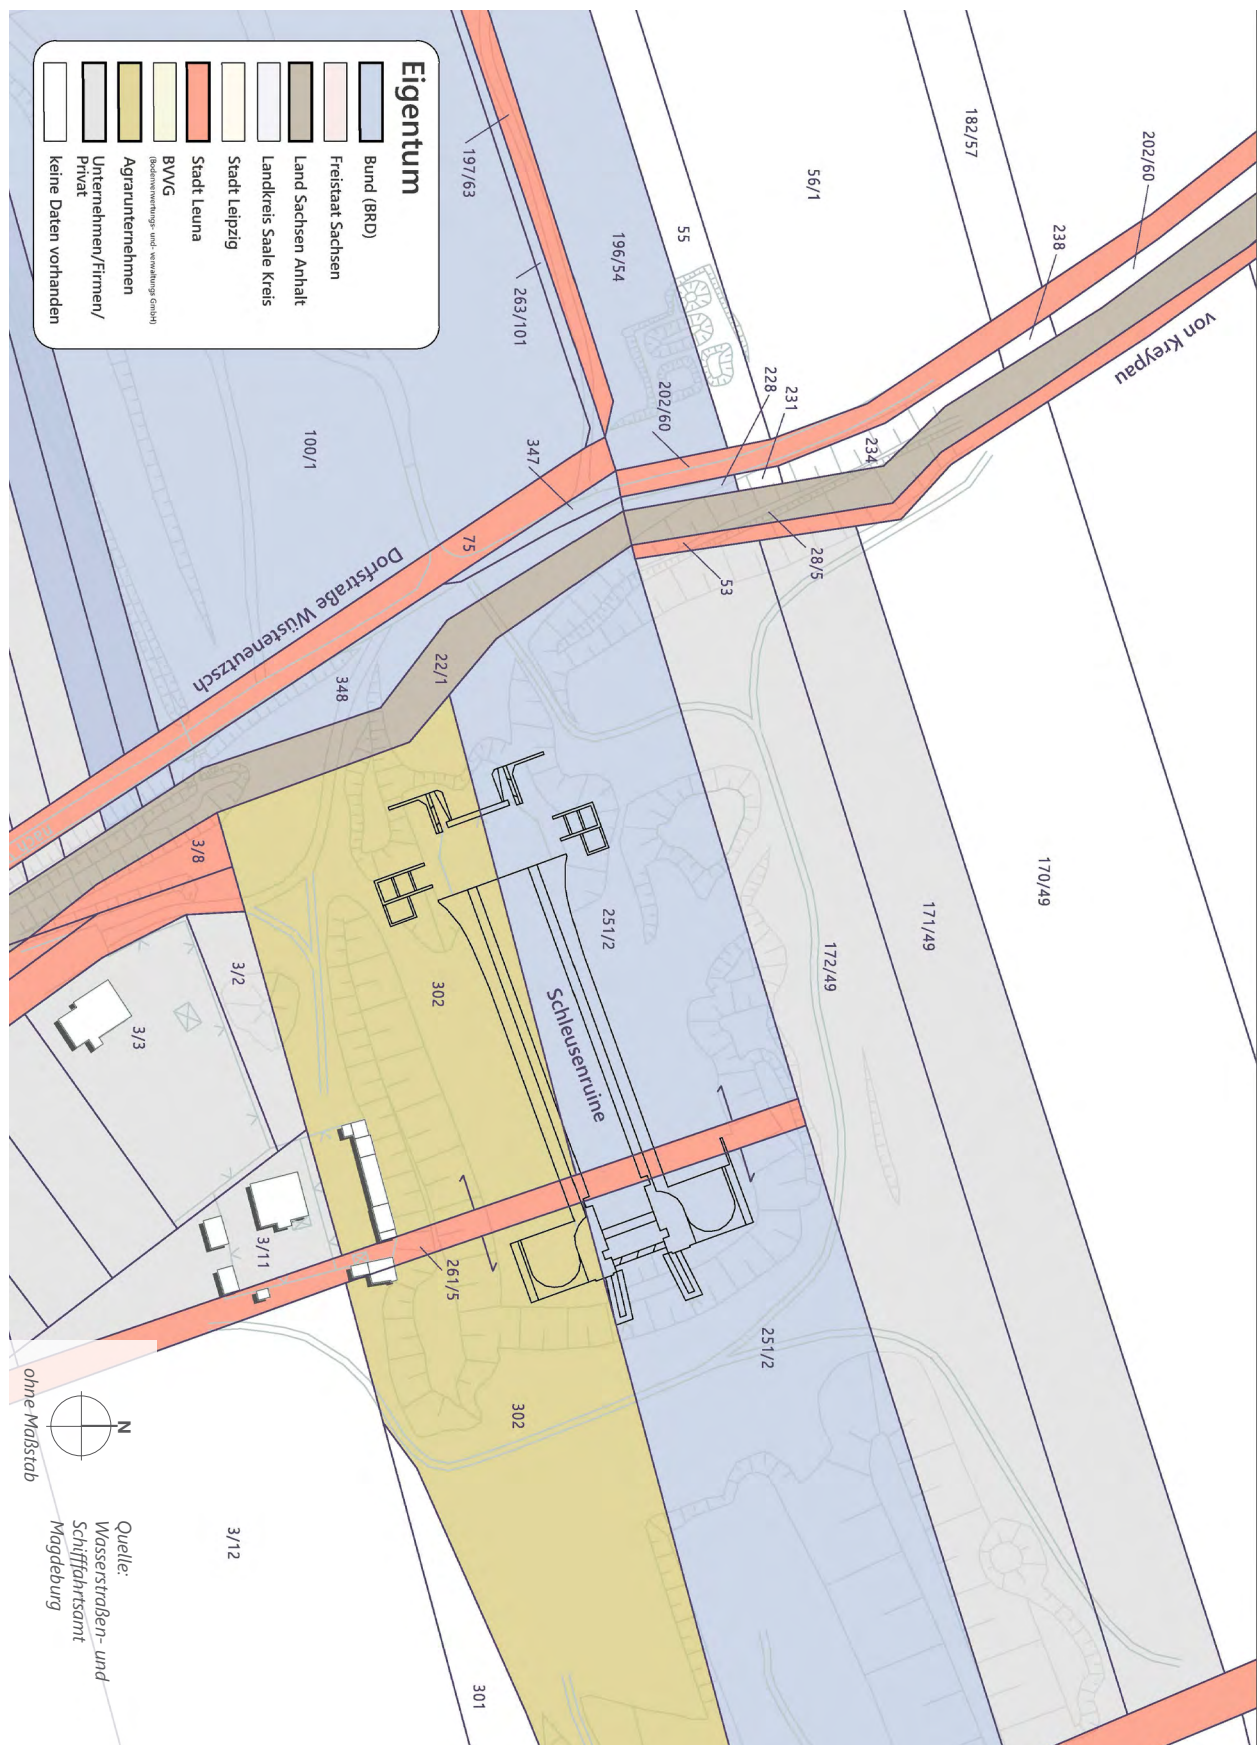 Eigentum
Bund (BRD)
Freistaat Sachsen
Land Sachsen Anhalt
Landkreis Saale Kreis
Stadt Leipzig
Stadt Leuna
BVVG
(Bodenverwertungs- und- verwaltungs GmbH)
Agrarunternehmen
Unternehmen/Firmen/
Privat
keine Daten vorhanden
182/57
202/60
56/1
238
55
196/54
197/63
263/101
von Kreypau
228
231
202/60
234
347
100/1
75
28/5
53
Dorfstraße Wüsteneutzsch
22/1
348
3/8
170/49
171/49
172/49
251/2
302
Schleusenruine
3/2
3/3
3/11
261/5
251/2
302
3/12
301
N
ohne Maßstab
Quelle:
Wasserstraßen- und
Schifffahrtsamt
Magdeburg